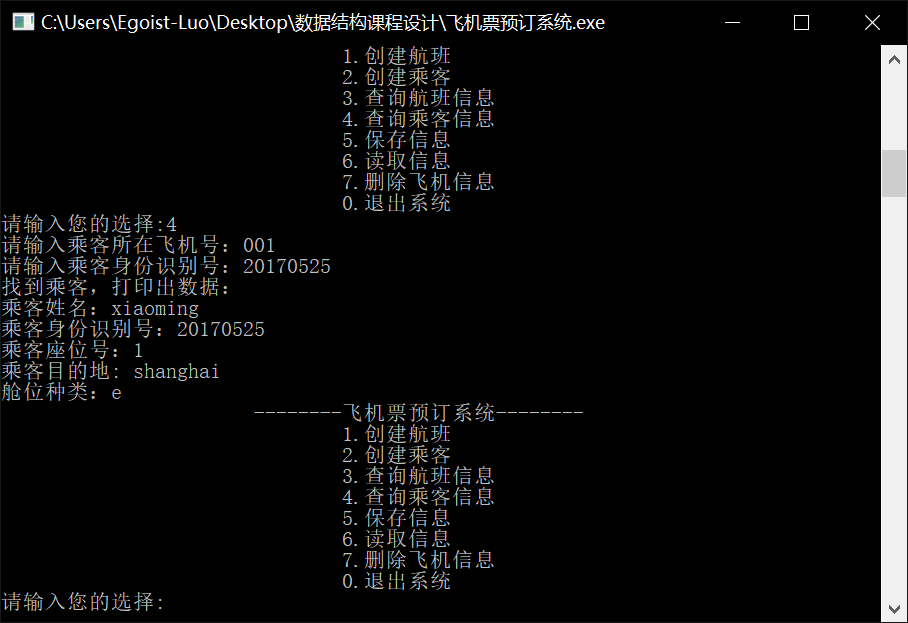 C:\Users\Egoist-Luo\Desktop\数据结构课程设计\飞机票预订系统.exe
1.创建航班
2.创建乘客
3.查询航班信息
4.查询乘客信息
5.保存信息
6.读取信息
7.删除飞机信息
0.退出系统
请输入您的选择:4
请输入乘客所在飞机号：001
请输入乘客身份识别号：20170525
找到乘客，打印出数据：
乘客姓名：xiaoming
乘客身份识别号：20170525
乘客座位号：1
乘客目的地: shanghai
舱位种类：e
--------飞机票预订系统--------
1.创建航班
2.创建乘客
3.查询航班信息
4.查询乘客信息
5.保存信息
6.读取信息
7.删除飞机信息
0.退出系统
请输入您的选择: